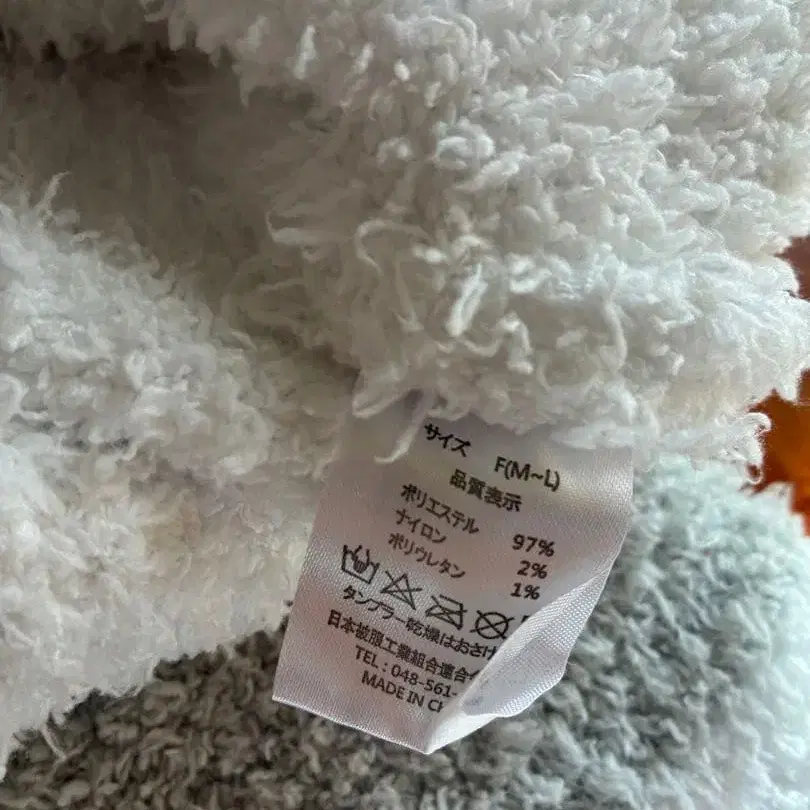 サイズ F(M~L)
品質表示
ポリエステル 97%
ナイロン 2%
ポリウレタン 1%
タンブラー乾燥はおさけ
日本被服工業組合連合
TEL：048-561-
MADE IN